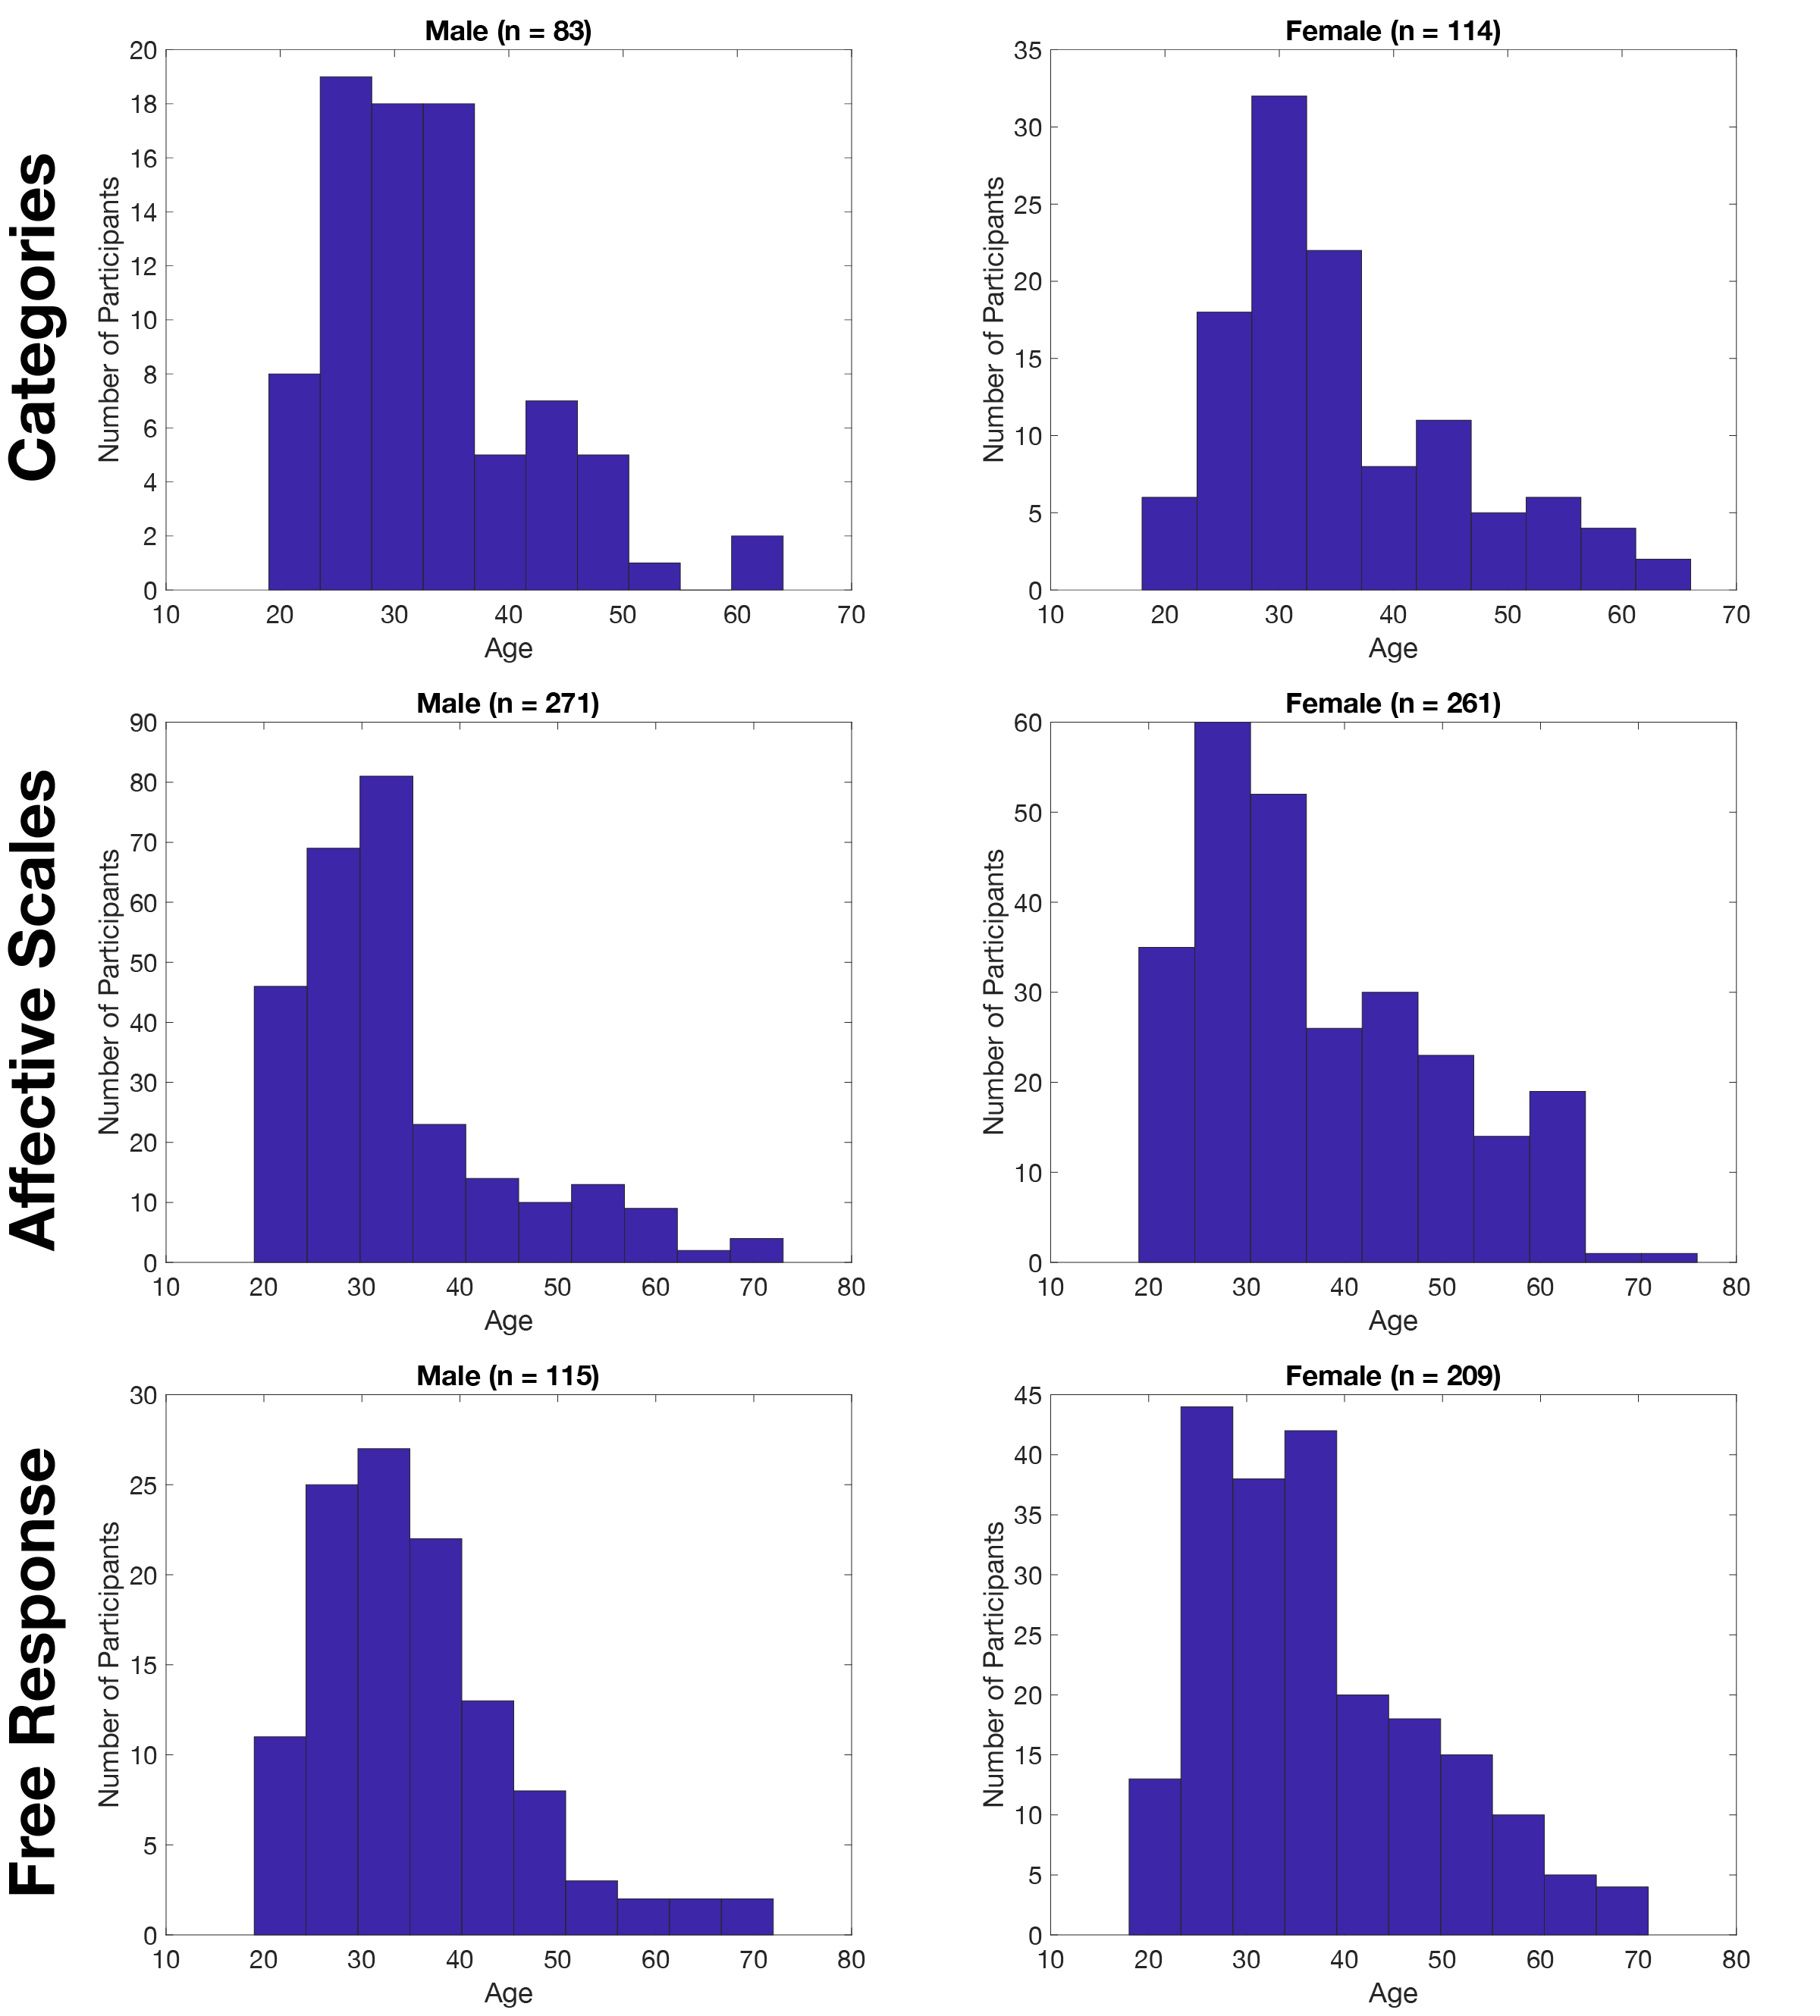 Categories
Male (n = 83)
Number of Participants
20
18
16
14
12
10
8
6
4
2
0
10 20 30 40 50 60 70
Age
Female (n = 114)
Number of Participants
35
30
25
20
15
10
5
0
10 20 30 40 50 60 70
Age
Affective Scales
Male (n = 271)
Number of Participants
90
80
70
60
50
40
30
20
10
0
10 20 30 40 50 60 70 80
Age
Female (n = 261)
Number of Participants
60
50
40
30
20
10
0
10 20 30 40 50 60 70 80
Age
Free Response
Male (n = 115)
Number of Participants
30
25
20
15
10
5
0
10 20 30 40 50 60 70 80
Age
Female (n = 209)
Number of Participants
45
40
35
30
25
20
15
10
5
0
10 20 30 40 50 60 70 80
Age